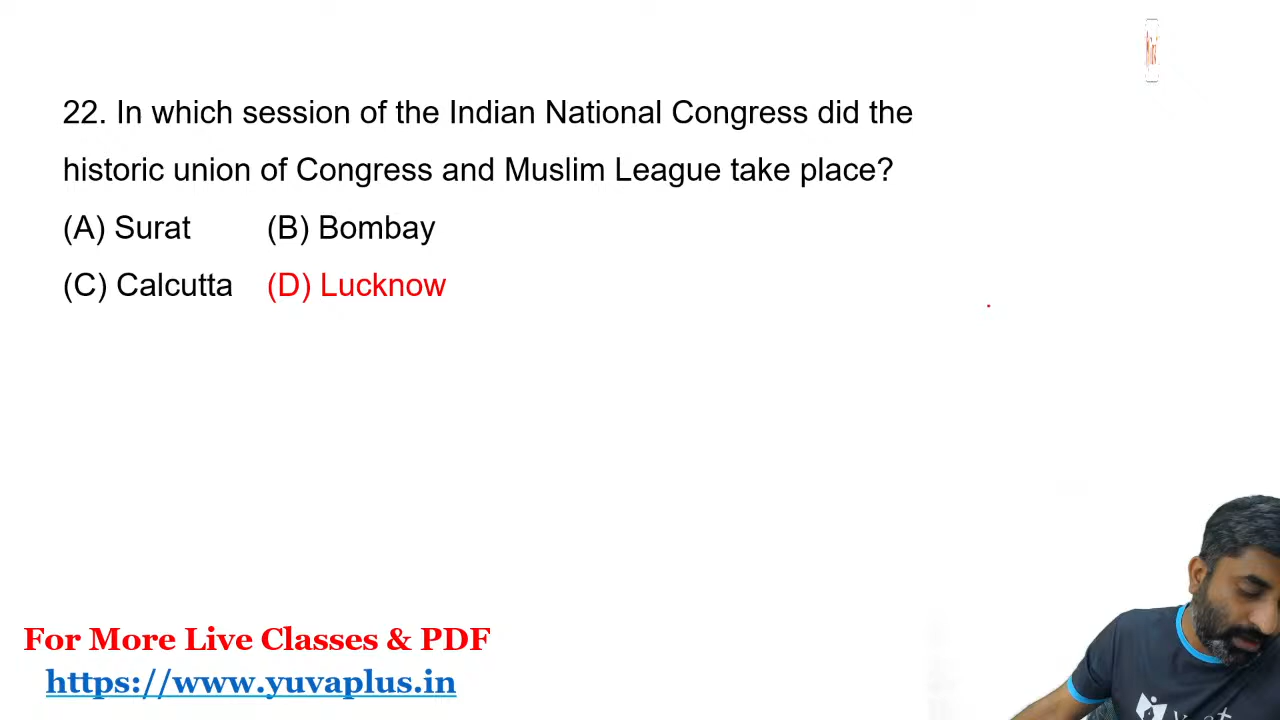 22. In which session of the Indian National Congress did the
historic union of Congress and Muslim League take place?
(A) Surat (B) Bombay
(C) Calcutta (D) Lucknow
For More Live Classes & PDF
https://www.yuvaplus.in